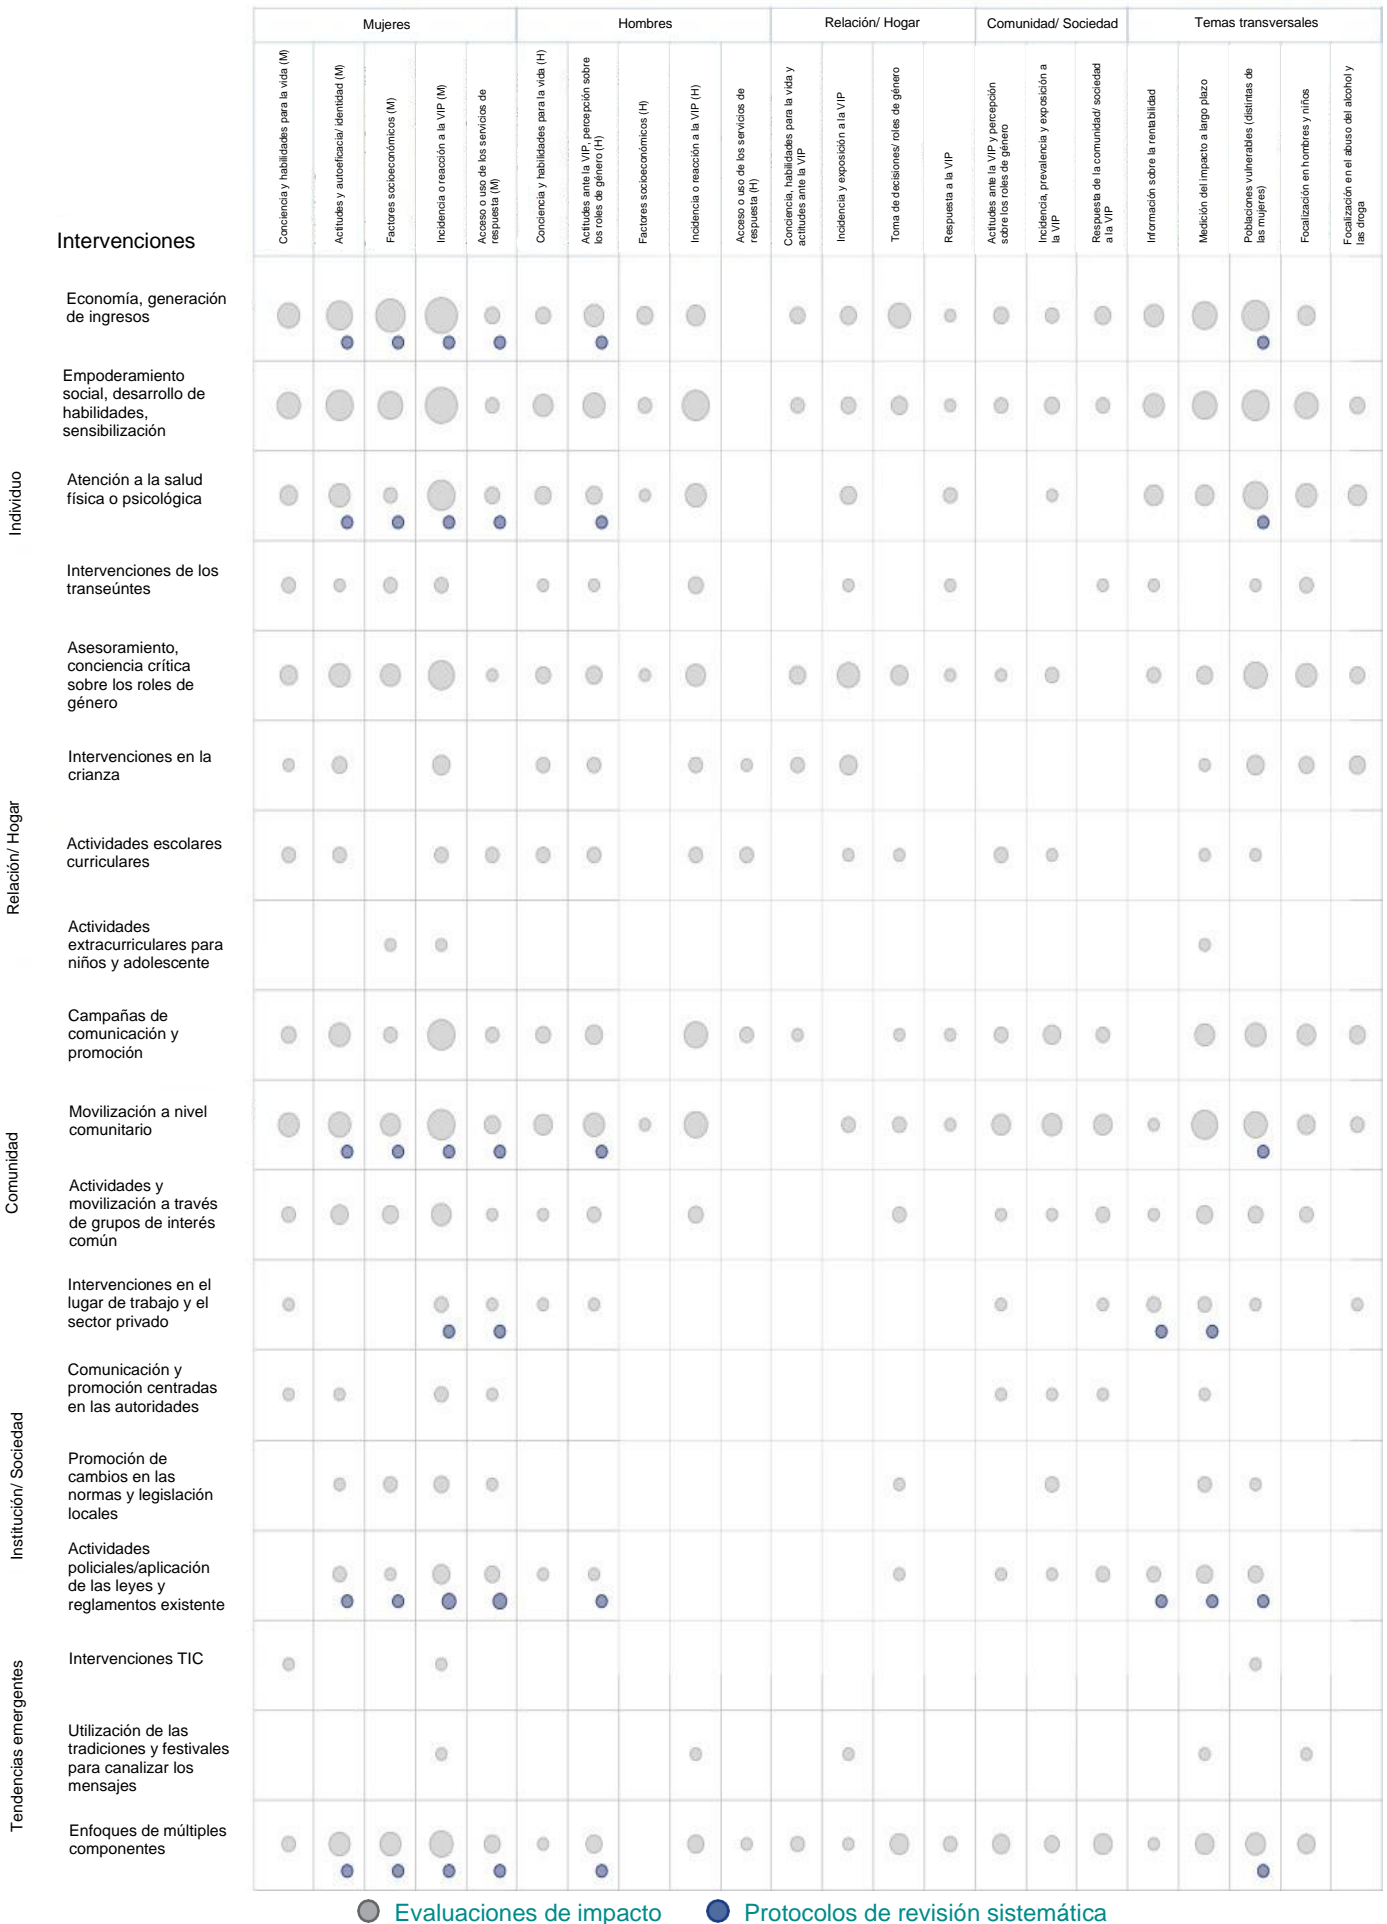 Mujeres
Hombres
Relación/ Hogar
Comunidad/ Sociedad
Temas transversales
Conciencia y habilidades para la vida (M)
Actitudes y autoeficacia/ identidad (M)
Factores socioeconómicos (M)
Incidencia o reacción a la VIP (M)
Acceso o uso de los servicios de
respuesta (M)
Conciencia y habilidades para la vida (H)
Actitudes ante la VIP, percepción sobre
los roles de género (H)
Factores socioeconómicos (H)
Incidencia o reacción a la VIP (H)
Acceso o uso de los servicios de
respuesta (H)
Conciencia, habilidades para la vida y
actitudes ante la VIP
Incidencia y exposición a la VIP
Toma de decisiones/ roles de género
Respuesta a la VIP
Actitudes ante la VIP y percepción
sobre los roles de género
Incidencia, prevalencia y exposición a
la VIP
Respuesta de la comunidad/ sociedad
a la VIP
Información sobre la rentabilidad
Medición del impacto a largo plazo
Poblaciones vulnerables (distintas de
las mujeres)
Focalización en hombres y niños
Focalización en el abuso del alcohol y
las droga
Intervenciones
Individuo
Economía, generación
de ingresos
Empoderamiento
social, desarrollo de
habilidades,
sensibilización
Atención a la salud
física o psicológica
Intervenciones de los
transeúntes
Relación/ Hogar
Asesoramiento,
conciencia crítica
sobre los roles de
género
Intervenciones en la
crianza
Actividades escolares
curriculares
Actividades
extracurriculares para
niños y adolescente
Comunidad
Campañas de
comunicación y
promoción
Movilización a nivel
comunitario
Actividades y
movilización a través
de grupos de interés
común
Intervenciones en el
lugar de trabajo y el
sector privado
Institución/ Sociedad
Comunicación y
promoción centradas
en las autoridades
Promoción de
cambios en las
normas y legislación
locales
Actividades
policiales/aplicación
de las leyes y
reglamentos existente
Tendencias emergentes
Intervenciones TIC
Utilización de las
tradiciones y festivales
para canalizar los
mensajes
Enfoques de múltiples
componentes
Evaluaciones de impacto
Protocolos de revisión sistemática